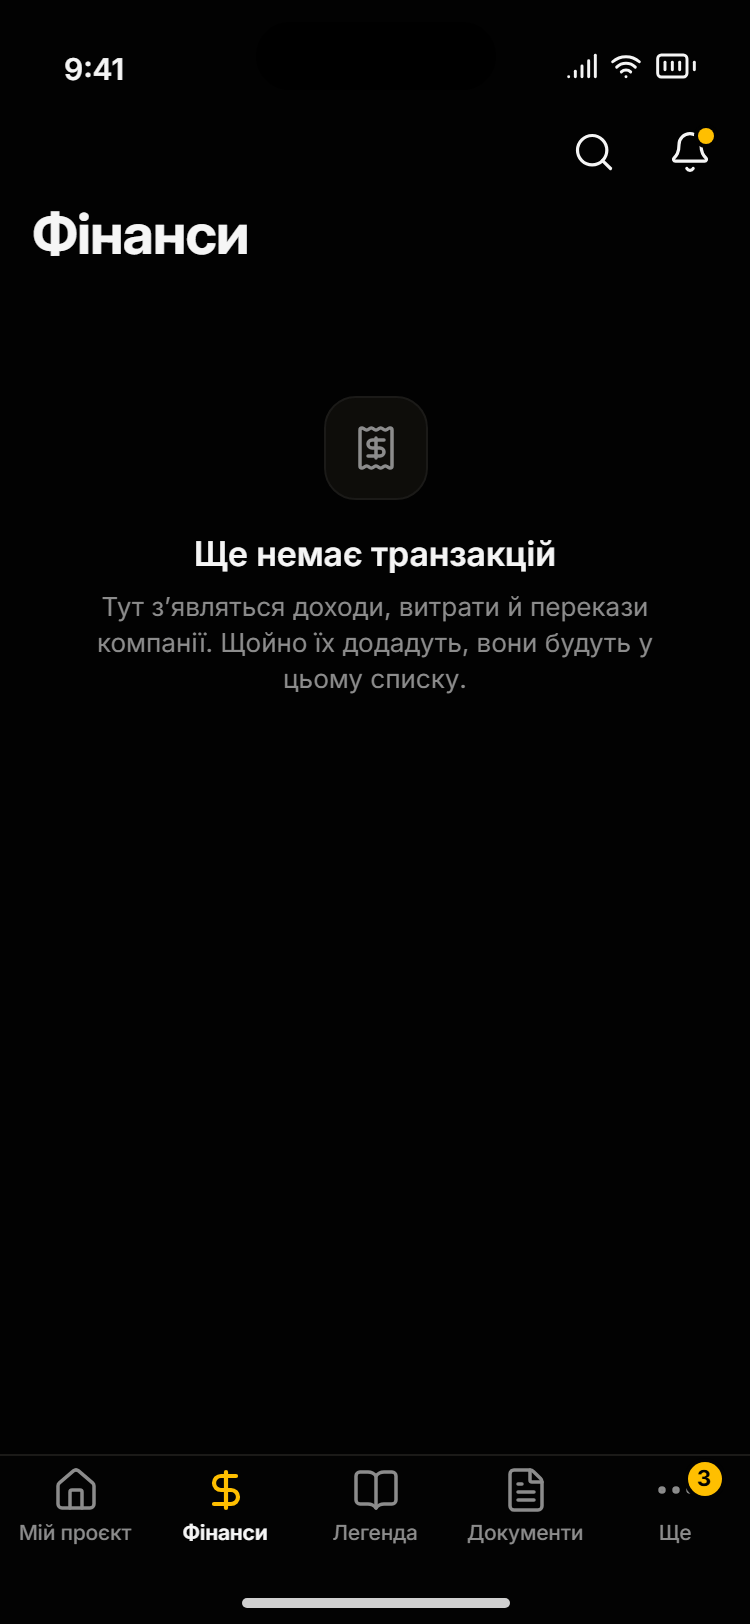 9:41
Фінанси
Ще немає транзакцій
Тут з’являться доходи, витрати й перекази
компанії. Щойно їх додадуть, вони будуть у
цьому списку.
3
Мій проєкт
Фінанси
Легенда
Документи
Ще